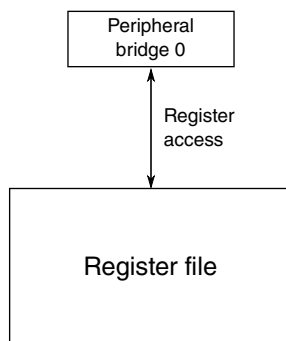 Peripheral
bridge 0
Register
access
Register file